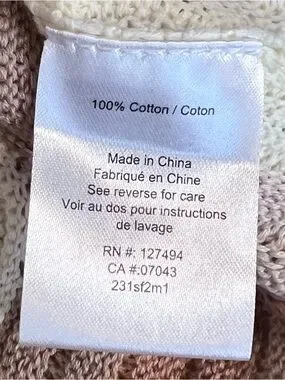 100% Cotton / Coton
Made in China
Fabriqué en Chine
See reverse for care
Voir au dos pour instructions
de lavage
RN #: 127494
CA #:07043
231sf2m1